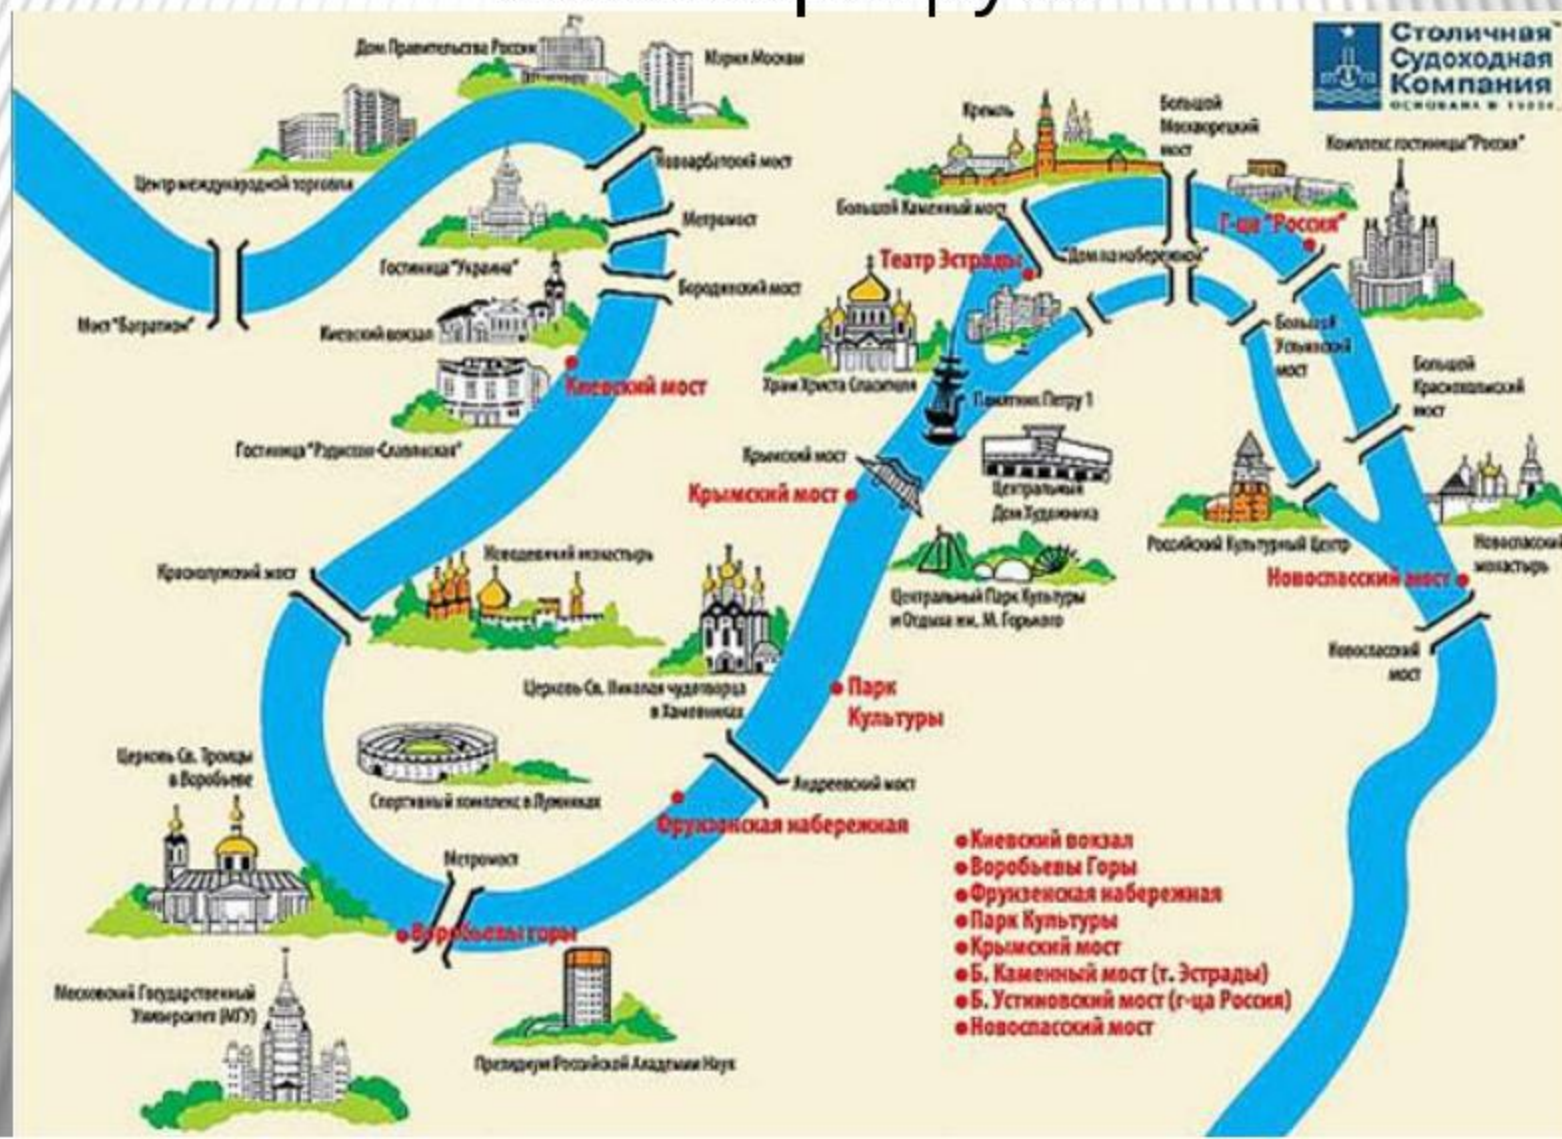 Столичная
Судоходная
Компания
Дом Правительства России
Мэрия Москвы
Центр международной торговли
Новоарбатский мост
Метромост
Гостиница "Украина"
Бородинский мост
Мост "Багратион"
Киевский вокзал
Киевский мост
Гостиница "Рэдиссон-Славянская"
Кремль
Большой
Москворецкий
мост
Комплекс гостиницы "Россия"
Большой Каменный мост
Г-ца "Россия"
Театр Эстрады
"Дом на набережной"
Большой
Устьинский
мост
Большой
Краснохолмский
мост
Храм Христа Спасителя
Памятник Петру 1
Крымский мост
Крымский мост
Центральный
Дом Художника
Российский Культурный Центр
Новоспасский
монастырь
Новоспасский мост
Новоспасский
мост
Центральный Парк Культуры
и Отдыха им. М. Горького
Краснолужский мост
Новодевичий монастырь
Церковь Св. Николая чудотворца
в Хамовниках
Парк
Культуры
Церковь Св. Троицы
в Воробьеве
Спортивный комплекс в Лужниках
Андреевский мост
Фрунзенская набережная
Метромост
Воробьевы горы
Московский Государственный
Университет (МГУ)
Президиум Российской Академии Наук
Киевский вокзал
Воробьевы Горы
Фрунзенская набережная
Парк Культуры
Крымский мост
Б. Каменный мост (т. Эстрады)
Б. Устиновский мост (г-ца Россия)
Новоспасский мост